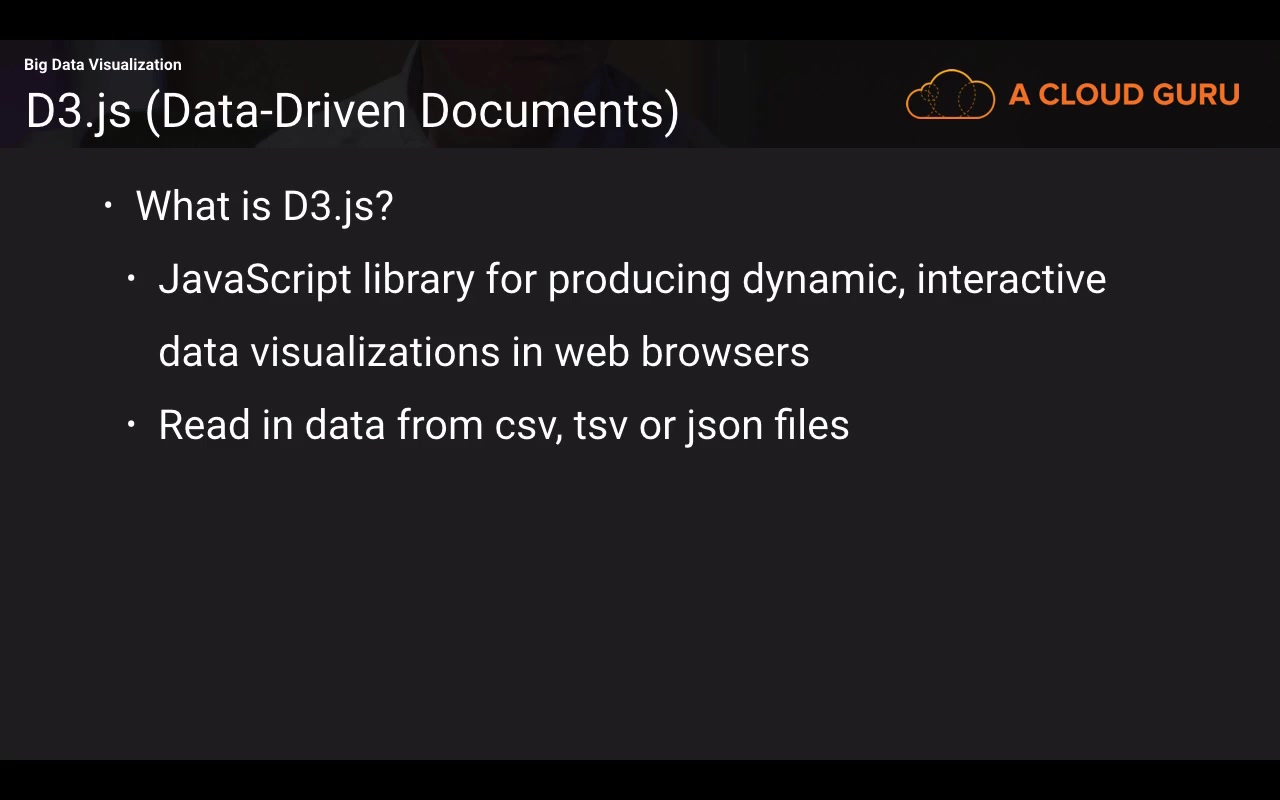 Big Data Visualization
D3.js (Data-Driven Documents)
A CLOUD GURU
• What is D3.js?
• JavaScript library for producing dynamic, interactive
data visualizations in web browsers
• Read in data from csv, tsv or json files